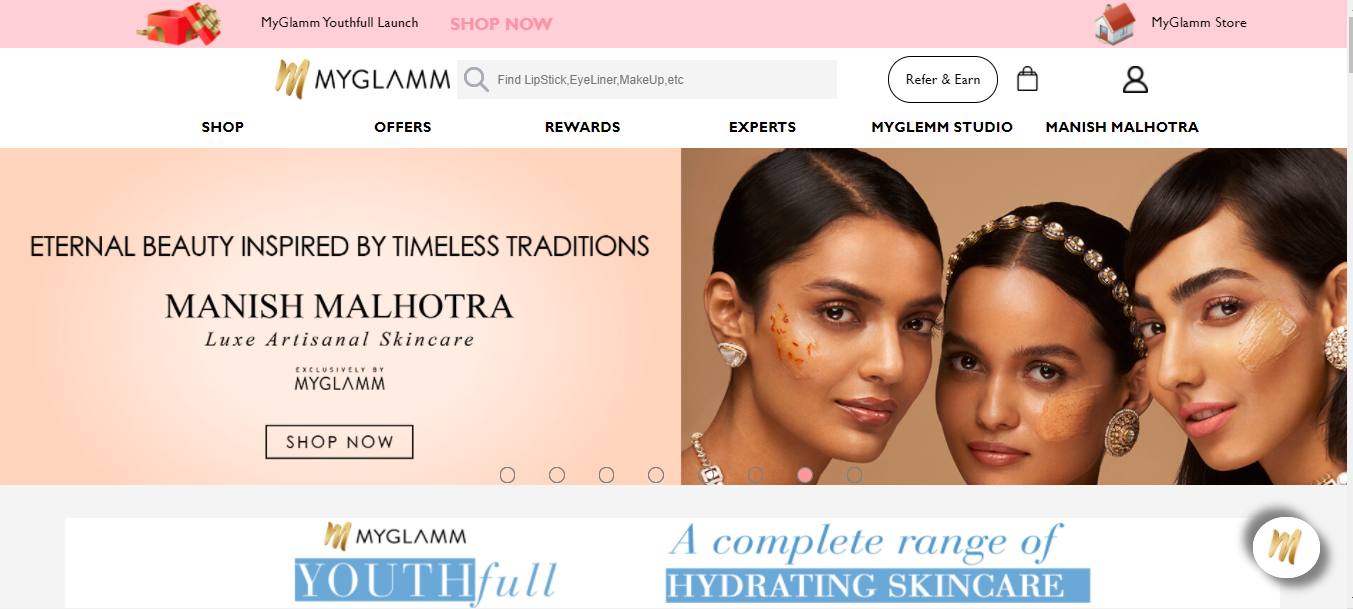 MyGlamm Youthfull Launch SHOP NOW MyGlamm Store
MYGLAMM Find LipStick,EyeLiner,MakeUp,etc Refer & Earn
SHOP OFFERS REWARDS EXPERTS MYGLEMM STUDIO MANISH MALHOTRA
ETERNAL BEAUTY INSPIRED BY TIMELESS TRADITIONS
MANISH MALHOTRA
Luxe Artisanal Skincare
EXCLUSIVELY BY
MYGLAMM
SHOP NOW
MYGLAMM
YOUTHfull
A complete range of
HYDRATING SKINCARE